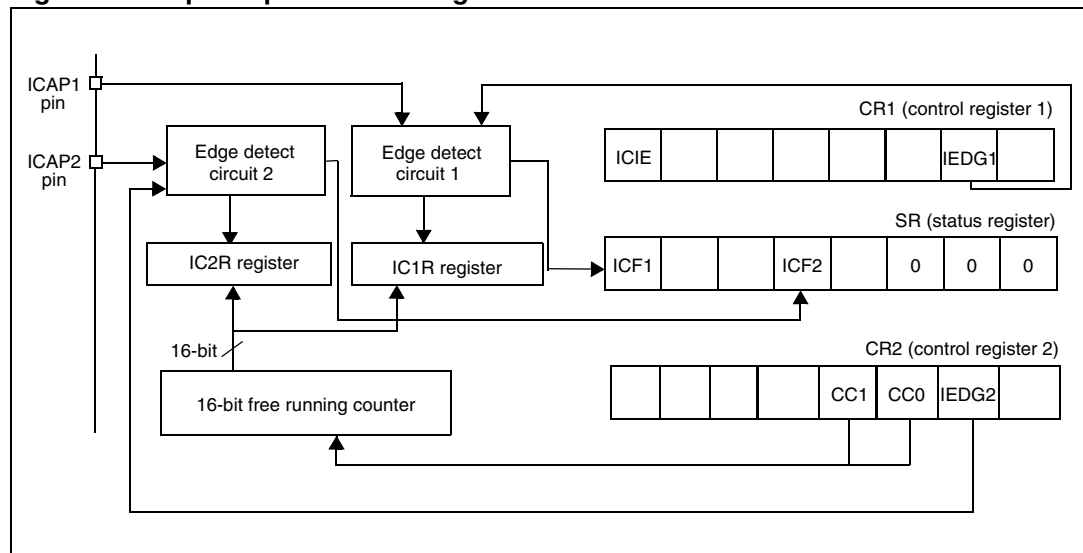 ICAP1
pin
ICAP2
pin
Edge detect
circuit 2
Edge detect
circuit 1
CR1 (control register 1)
ICIE
IEDG1
SR (status register)
IC2R register
IC1R register
ICF1
ICF2
0
0
0
16-bit
CR2 (control register 2)
16-bit free running counter
CC1
CC0
IEDG2